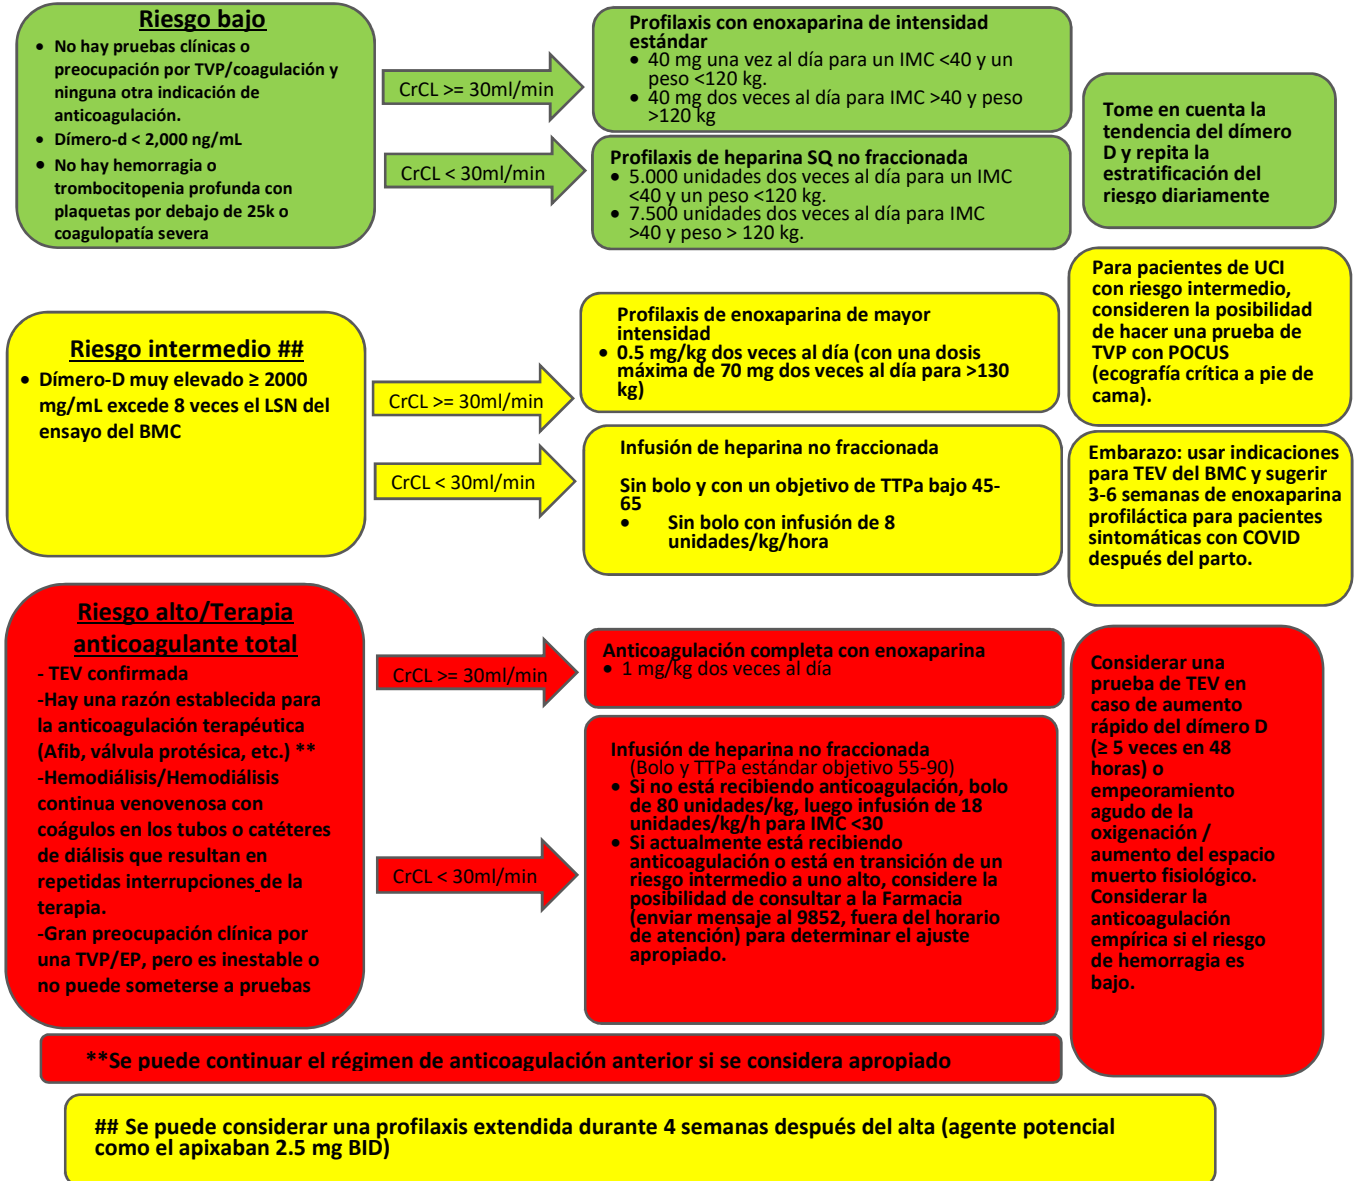 Riesgo bajo
• No hay pruebas clínicas o
preocupación por TVP/coagulación y
ninguna otra indicación de
anticoagulación.
• Dímero-d < 2,000 ng/mL
• No hay hemorragia o
trombocitopenia profunda con
plaquetas por debajo de 25k o
coagulopatía severa
CrCL >= 30ml/min
CrCL < 30ml/min
Profilaxis con enoxaparina de intensidad
estándar
• 40 mg una vez al día para un IMC <40 y un
peso <120 kg.
• 40 mg dos veces al día para IMC >40 y peso
>120 kg
Profilaxis de heparina SQ no fraccionada
• 5.000 unidades dos veces al día para un IMC
<40 y un peso <120 kg.
• 7.500 unidades dos veces al día para IMC
>40 y peso > 120 kg.
Tome en cuenta la
tendencia del dímero
D y repita la
estratificación del
riesgo diariamente
Riesgo intermedio ##
• Dímero-D muy elevado ≥ 2000
mg/mL excede 8 veces el LSN del
ensayo del BMC
CrCL >= 30ml/min
CrCL < 30ml/min
Profilaxis de enoxaparina de mayor
intensidad
• 0.5 mg/kg dos veces al día (con una dosis
máxima de 70 mg dos veces al día para >130
kg)
Infusión de heparina no fraccionada
Sin bolo y con un objetivo de TTPa bajo 45-
65
• Sin bolo con infusión de 8
unidades/kg/hora
Para pacientes de UCI
con riesgo intermedio,
consideren la posibilidad
de hacer una prueba de
TVP con POCUS
(ecografía crítica a pie de
cama).
Embarazo: usar indicaciones
para TEV del BMC y sugerir
3-6 semanas de enoxaparina
profiláctica para pacientes
sintomáticas con COVID
después del parto.
Riesgo alto/Terapia
anticoagulante total
- TEV confirmada
-Hay una razón establecida para
la anticoagulación terapéutica
(Afib, válvula protésica, etc.) **
-Hemodiálisis/Hemodiálisis
continua venovenosa con
coágulos en los tubos o catéteres
de diálisis que resultan en
repetidas interrupciones de la
terapia.
-Gran preocupación clínica por
una TVP/EP, pero es inestable o
no puede someterse a pruebas
CrCL >= 30ml/min
CrCL < 30ml/min
Anticoagulación completa con enoxaparina
• 1 mg/kg dos veces al día
Infusión de heparina no fraccionada
(Bolo y TTPa estándar objetivo 55-90)
• Si no está recibiendo anticoagulación, bolo
de 80 unidades/kg, luego infusión de 18
unidades/kg/h para IMC <30
• Si actualmente está recibiendo
anticoagulación o está en transición de un
riesgo intermedio a uno alto, considere la
posibilidad de consultar a la Farmacia
(enviar mensaje al 9852, fuera del horario
de atención) para determinar el ajuste
apropiado.
Considerar una
prueba de TEV en
caso de aumento
rápido del dímero D
(≥ 5 veces en 48
horas) o
empeoramiento
agudo de la
oxigenación /
aumento del espacio
muerto fisiológico.
Considerar la
anticoagulación
empírica si el riesgo
de hemorragia es
bajo.
**Se puede continuar el régimen de anticoagulación anterior si se considera apropiado
## Se puede considerar una profilaxis extendida durante 4 semanas después del alta (agente potencial
como el apixaban 2.5 mg BID)